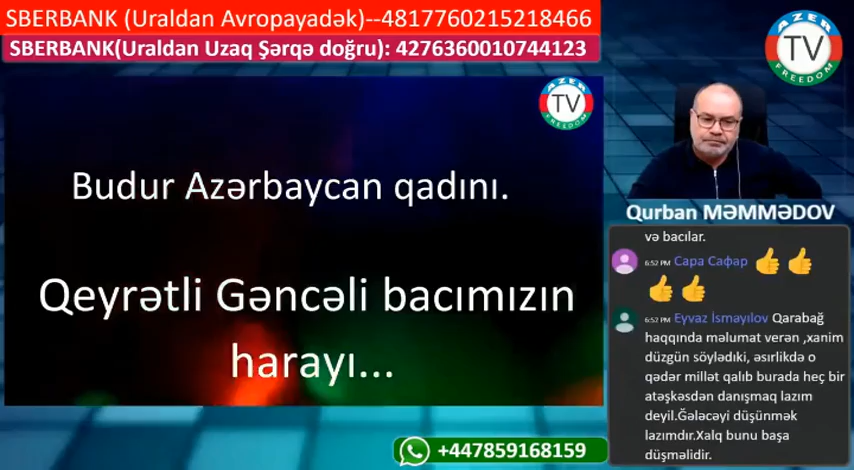 SBERBANK (Uraldan Avropayadək)--4817760215218466
SBERBANK(Uraldan Uzaq Şərqə doğru): 4276360010744123
AZER
TV
FREEDOM
AZER
TV
FREEDOM
Budur Azərbaycan qadını.
Qeyrətli Gəncəli bacımızın
harayı...
Qurban MƏMMƏDOV
və bacılar.
6:52 PM Сара Сафар 👍👍
👍👍
6:52 PM Eyvaz İsmayılov Qarabağ
haqqında məlumat verən ,xanim
düzgün söylədiki, əsirlikdə o
qədər millət qalıb burada heç bir
atəşkəsdən danışmaq lazım
deyil.Gələcəyi düşünmək
lazımdır.Xalq bunu başa
düşməlidir.
+447859168159